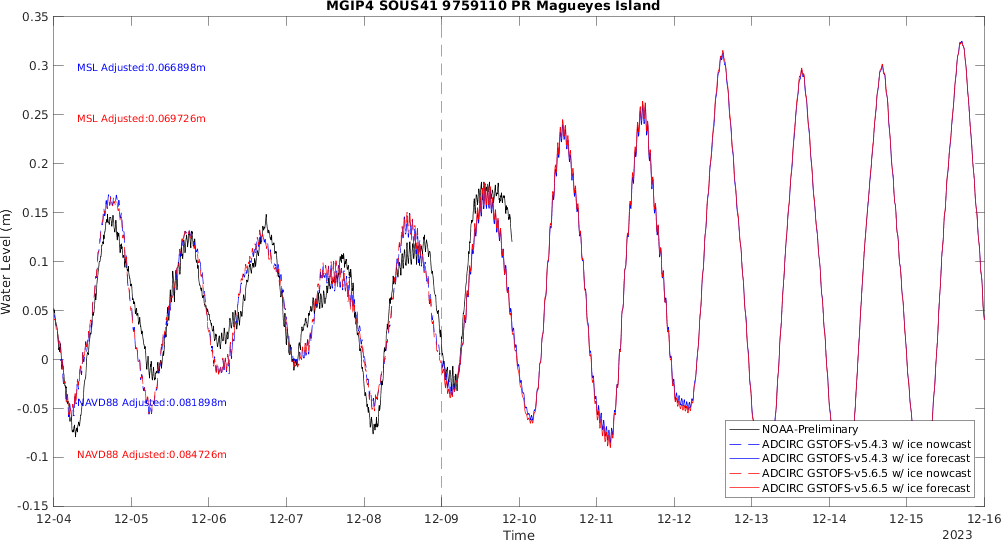 MGIP4 SOUS41 9759110 PR Magueyes Island
0.35
0.3
0.25
0.2
0.15
0.1
0.05
0
-0.05
-0.1
-0.15
Water Level (m)
MSL Adjusted:0.066898m
MSL Adjusted:0.069726m
NAVD88 Adjusted:0.081898m
NAVD88 Adjusted:0.084726m
NOAA-Preliminary
ADCIRC GSTOFS-v5.4.3 w/ ice nowcast
ADCIRC GSTOFS-v5.4.3 w/ ice forecast
ADCIRC GSTOFS-v5.6.5 w/ ice nowcast
ADCIRC GSTOFS-v5.6.5 w/ ice forecast
12-04 12-05 12-06 12-07 12-08 12-09 12-10 12-11 12-12 12-13 12-14 12-15 12-16
Time
2023